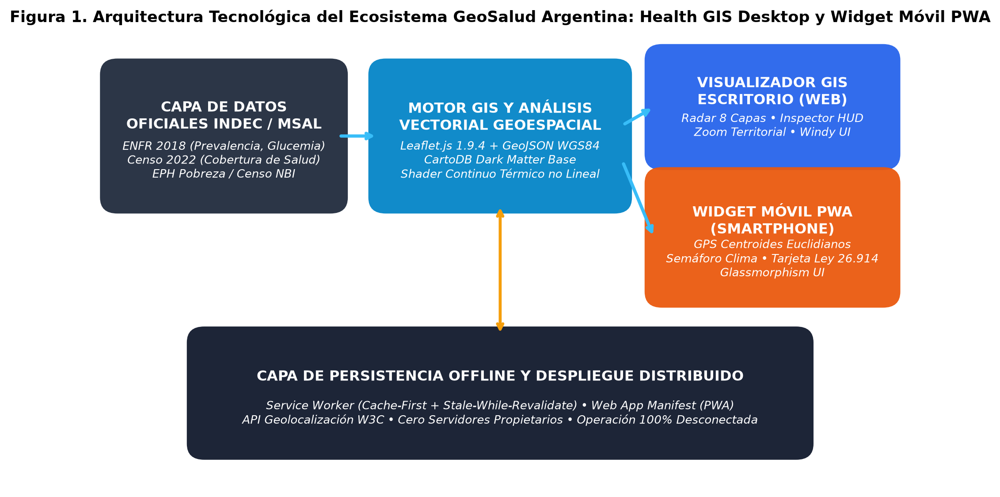 Figura 1. Arquitectura Tecnológica del Ecosistema GeoSalud Argentina: Health GIS Desktop y Widget Móvil PWA
CAPA DE DATOS
OFICIALES INDEC / MSAL
ENFR 2018 (Prevalencia, Glucemia)
Censo 2022 (Cobertura de Salud)
EPH Pobreza / Censo NBI
MOTOR GIS Y ANÁLISIS
VECTORIAL GEOESPACIAL
Leaflet.js 1.9.4 + GeoJSON WGS84
CartoDB Dark Matter Base
Shader Continuo Térmico no Lineal
VISUALIZADOR GIS
ESCRITORIO (WEB)
Radar 8 Capas • Inspector HUD
Zoom Territorial • Windy UI
WIDGET MÓVIL PWA
(SMARTPHONE)
GPS Centroides Euclidianos
Semáforo Clima • Tarjeta Ley 26.914
Glassmorphism UI
CAPA DE PERSISTENCIA OFFLINE Y DESPLIEGUE DISTRIBUIDO
Service Worker (Cache-First + Stale-While-Revalidate) • Web App Manifest (PWA)
API Geolocalización W3C • Cero Servidores Propietarios • Operación 100% Desconectada